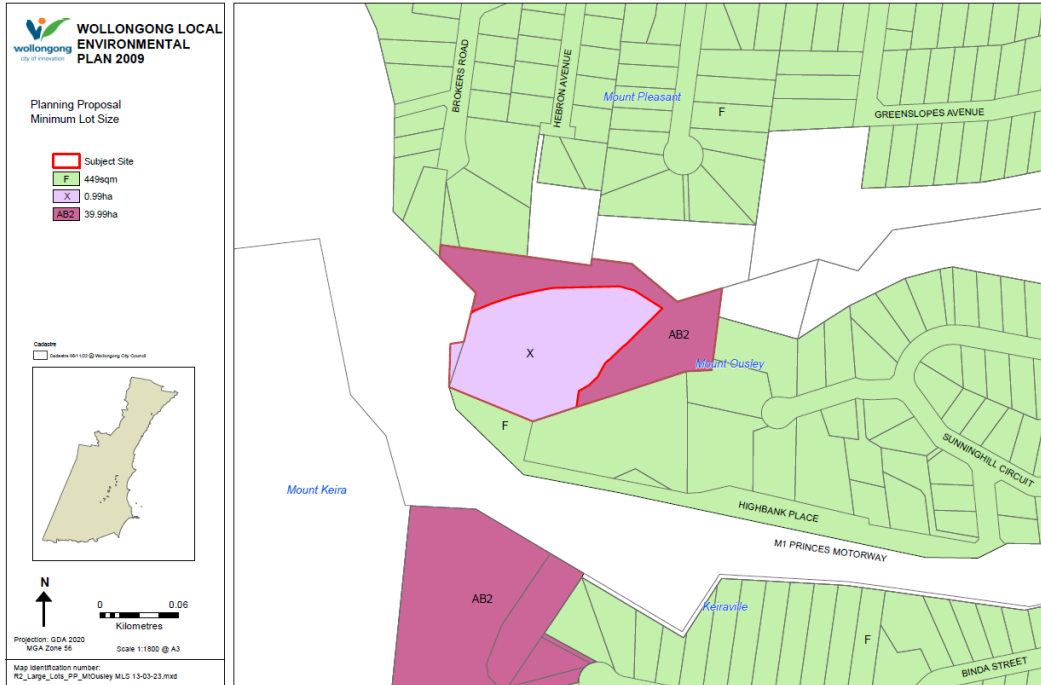 WOLLONGONG LOCAL
ENVIRONMENTAL
PLAN 2009
wollongong
city of innovation
Planning Proposal
Minimum Lot Size
Subject Site
F 449sqm
X 0.99ha
AB2 39.99ha
Cadastre
N
0 0.06
Kilometres
Projection: GDA 2020
MGA Zone 56
Scale 1:1800 @ A3
Map Identification number:
R2_Large_Lots_PP_MtOusley MLS 13-03-23.mxd
BROKERS ROAD
HEBRON AVENUE
Mount Pleasant
F
GREENSLOPES AVENUE
X
AB2
Mount Ousley
F
SUNNINGHILL CIRCUIT
Mount Keira
HIGHBANK PLACE
M1 PRINCES MOTORWAY
AB2
Keiraville
F
BINDA STREET